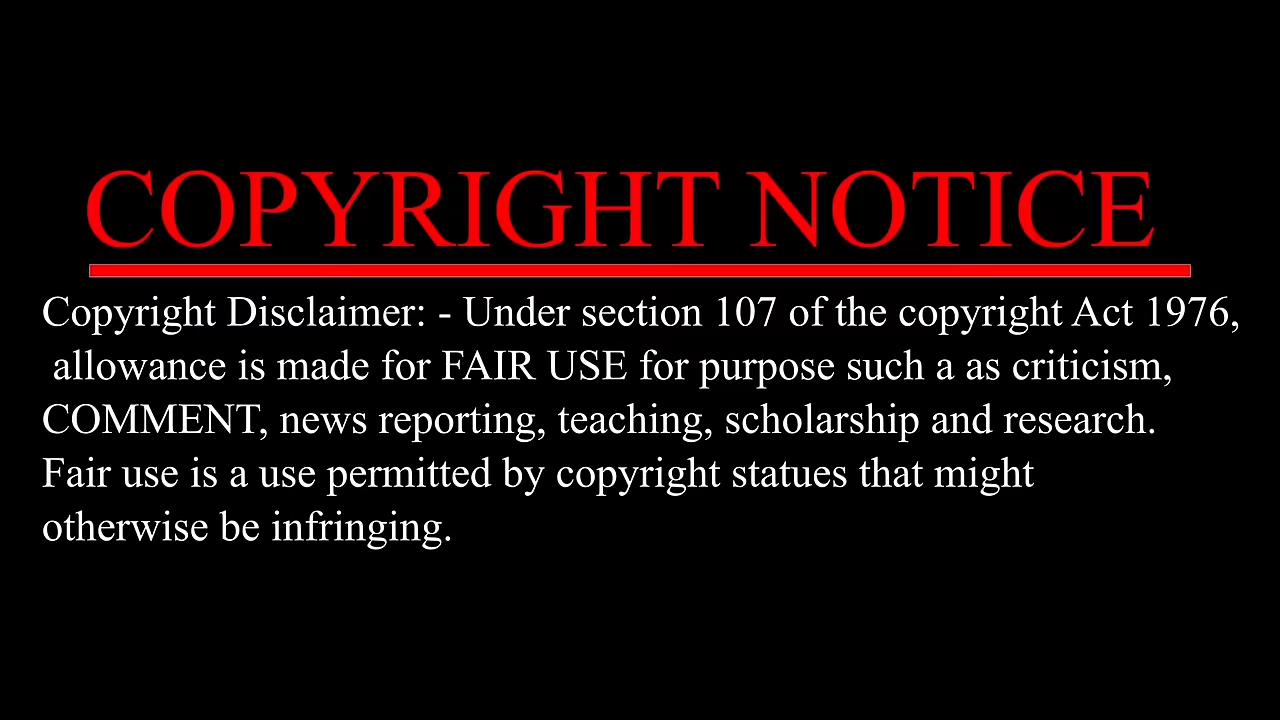 COPYRIGHT NOTICE
Copyright Disclaimer: - Under section 107 of the copyright Act 1976,
allowance is made for FAIR USE for purpose such a as criticism,
COMMENT, news reporting, teaching, scholarship and research.
Fair use is a use permitted by copyright statues that might
otherwise be infringing.